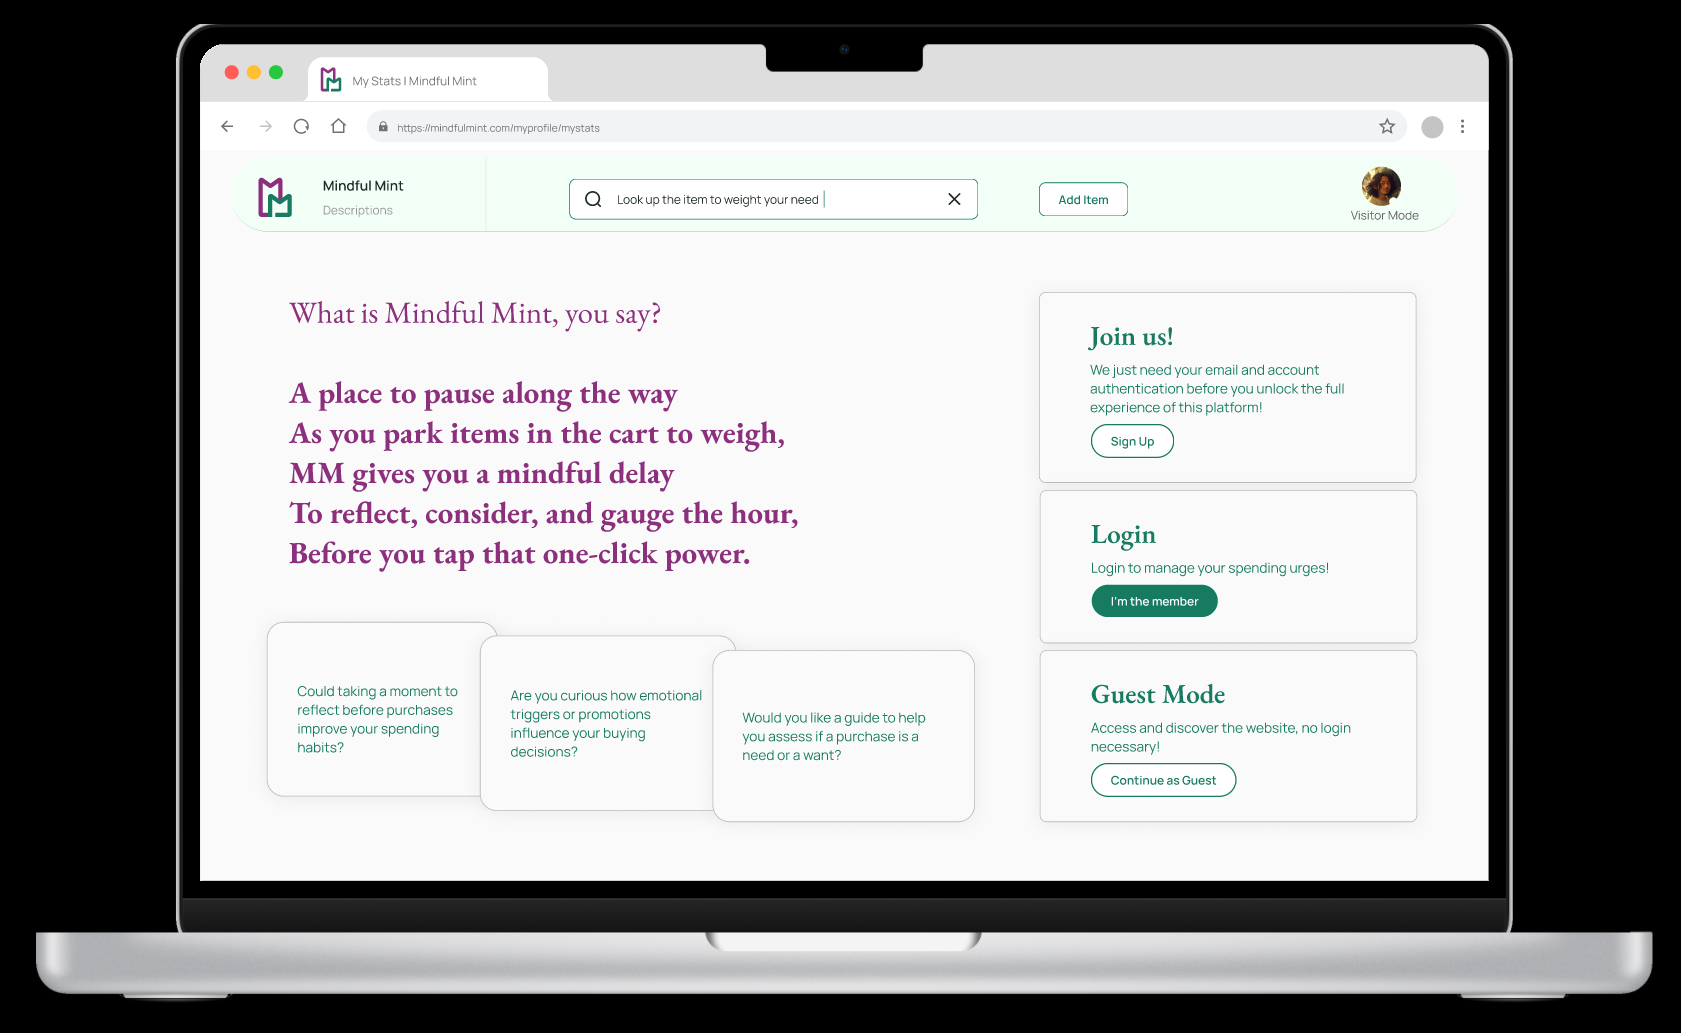 My Stats | Mindful Mint
https://mindfulmint.com/myprofile/mystats
Mindful Mint
Descriptions
Look up the item to weight your need
Add Item
Visitor Mode
What is Mindful Mint, you say?
A place to pause along the way
As you park items in the cart to weigh,
MM gives you a mindful delay
To reflect, consider, and gauge the hour,
Before you tap that one-click power.
Could taking a moment to
reflect before purchases
improve your spending
habits?
Are you curious how emotional
triggers or promotions
influence your buying
decisions?
Would you like a guide to help
you assess if a purchase is a
need or a want?
Join us!
We just need your email and account
authentication before you unlock the full
experience of this platform!
Sign Up
Login
Login to manage your spending urges!
I'm the member
Guest Mode
Access and discover the website, no login
necessary!
Continue as Guest